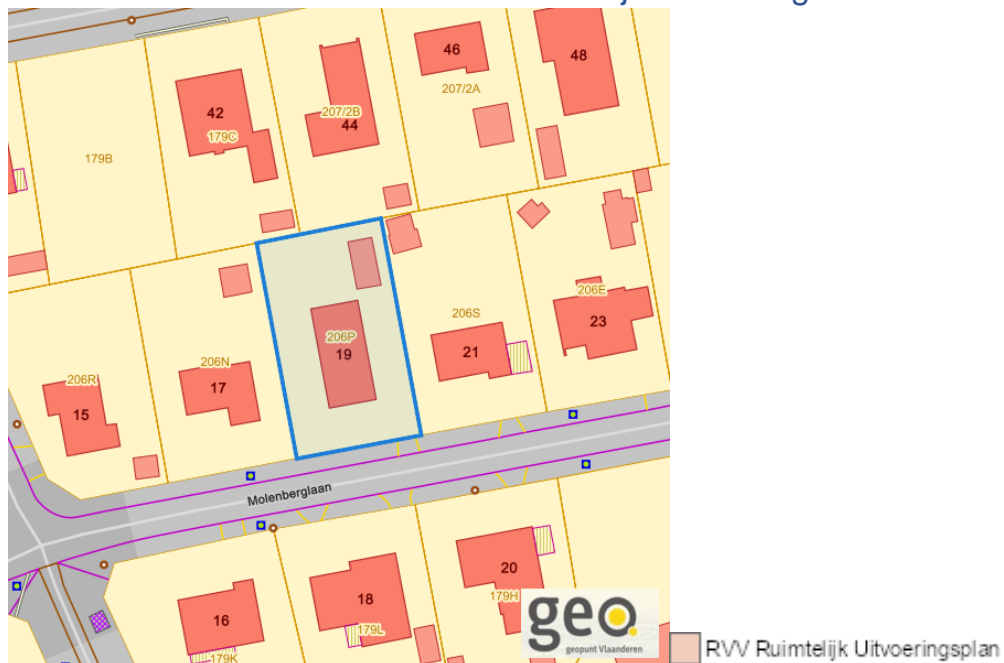 46
48
207/2A
42
207/2B
44
179C
179B
206P
19
206S
21
206E
23
206N
17
206R
15
Molenberglaan
20
179H
18
179L
16
179K
geo.
geopunt Vlaanderen
RVV Ruimtelijk Uitvoeringsplan